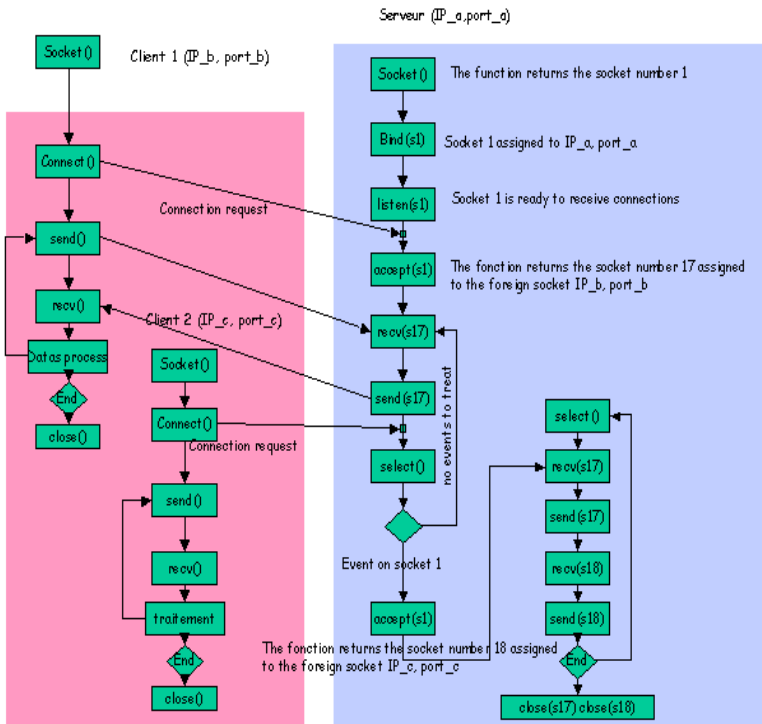 Serveur (IP_a,port_a)
Socket()
Client 1 (IP_b, port_b)
Connect()
Connection request
send()
recv()
Datas process
End
close()
Client 2 (IP_c, port_c)
Socket()
Connect()
Connection request
send()
recv()
traitement
End
close()
Socket()
The function returns the socket number 1
Bind(s1)
Socket 1 assigned to IP_a, port_a
listen(s1)
Socket 1 is ready to receive connections
accept(s1)
The fonction returns the socket number 17 assigned
to the foreign socket IP_b, port_b
recv(s17)
send(s17)
no events to treat
select()
Event on socket 1
accept(s1)
The fonction returns the socket number 18 assigned
to the foreign socket IP_c, port_c
select()
recv(s17)
send(s17)
recv(s18)
send(s18)
End
close(s17) close(s18)